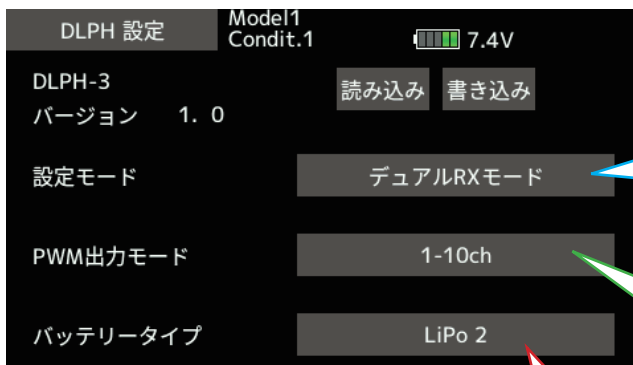 DLPH 設定 Model1
Condit.1 7.4V
DLPH-3 読み込み 書き込み
バージョン 1. 0
設定モード デュアルRXモード
PWM出力モード 1-10ch
バッテリータイプ LiPo 2